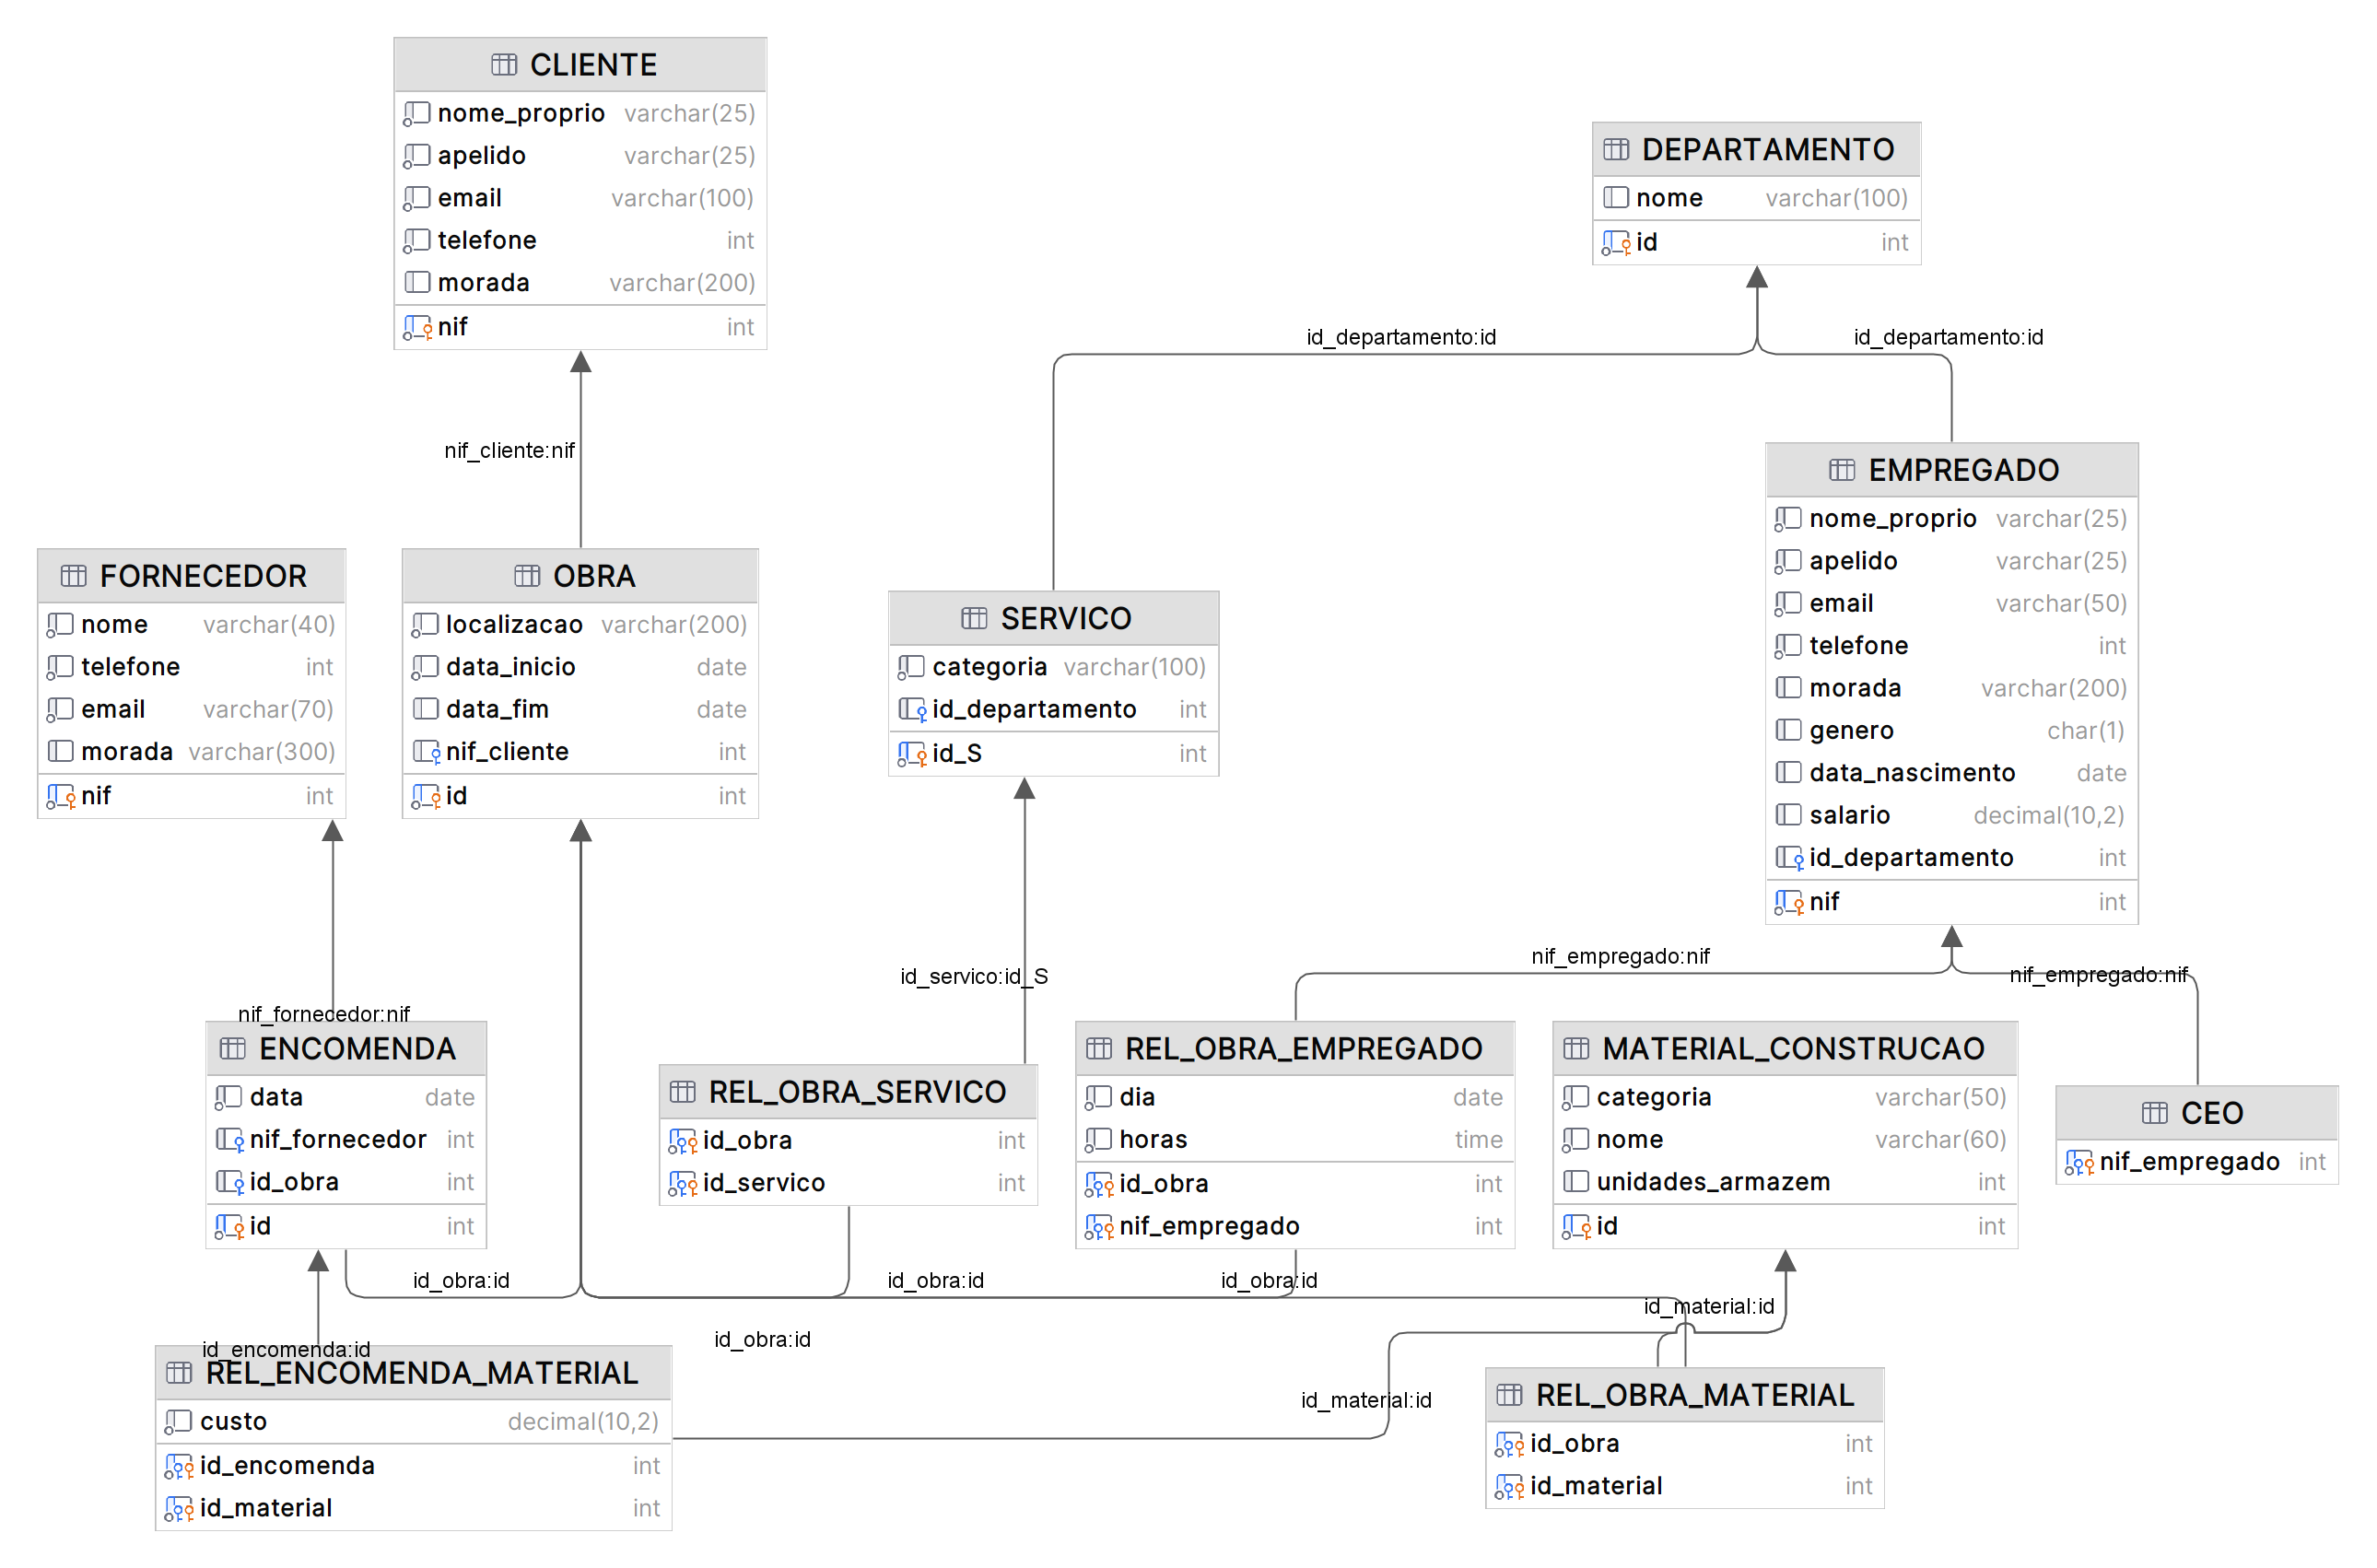 CLIENTE
nome_proprio varchar(25)
apelido varchar(25)
email varchar(100)
telefone int
morada varchar(200)
nif int
DEPARTAMENTO
nome varchar(100)
id int
id_departamento:id
id_departamento:id
nif_cliente:nif
EMPREGADO
nome_proprio varchar(25)
apelido varchar(25)
email varchar(50)
telefone int
morada varchar(200)
genero char(1)
data_nascimento date
salario decimal(10,2)
id_departamento int
nif int
FORNECEDOR
nome varchar(40)
telefone int
email varchar(70)
morada varchar(300)
nif int
OBRA
localizacao varchar(200)
data_inicio date
data_fim date
nif_cliente int
id int
SERVICO
categoria varchar(100)
id_departamento int
id_S int
nif_empregado:nif
nif_empregado:nif
id_servico:id_S
nif_fornecedor:nif
ENCOMENDA
data date
nif_fornecedor int
id_obra int
id int
REL_OBRA_SERVICO
id_obra int
id_servico int
REL_OBRA_EMPREGADO
dia date
horas time
id_obra int
nif_empregado int
MATERIAL_CONSTRUCAO
categoria varchar(50)
nome varchar(60)
unidades_armazem int
id int
CEO
nif_empregado int
id_obra:id
id_obra:id
id_obra:id
id_material:id
id_obra:id
id_encomenda:id
REL_ENCOMENDA_MATERIAL
custo decimal(10,2)
id_encomenda int
id_material int
id_material:id
REL_OBRA_MATERIAL
id_obra int
id_material int